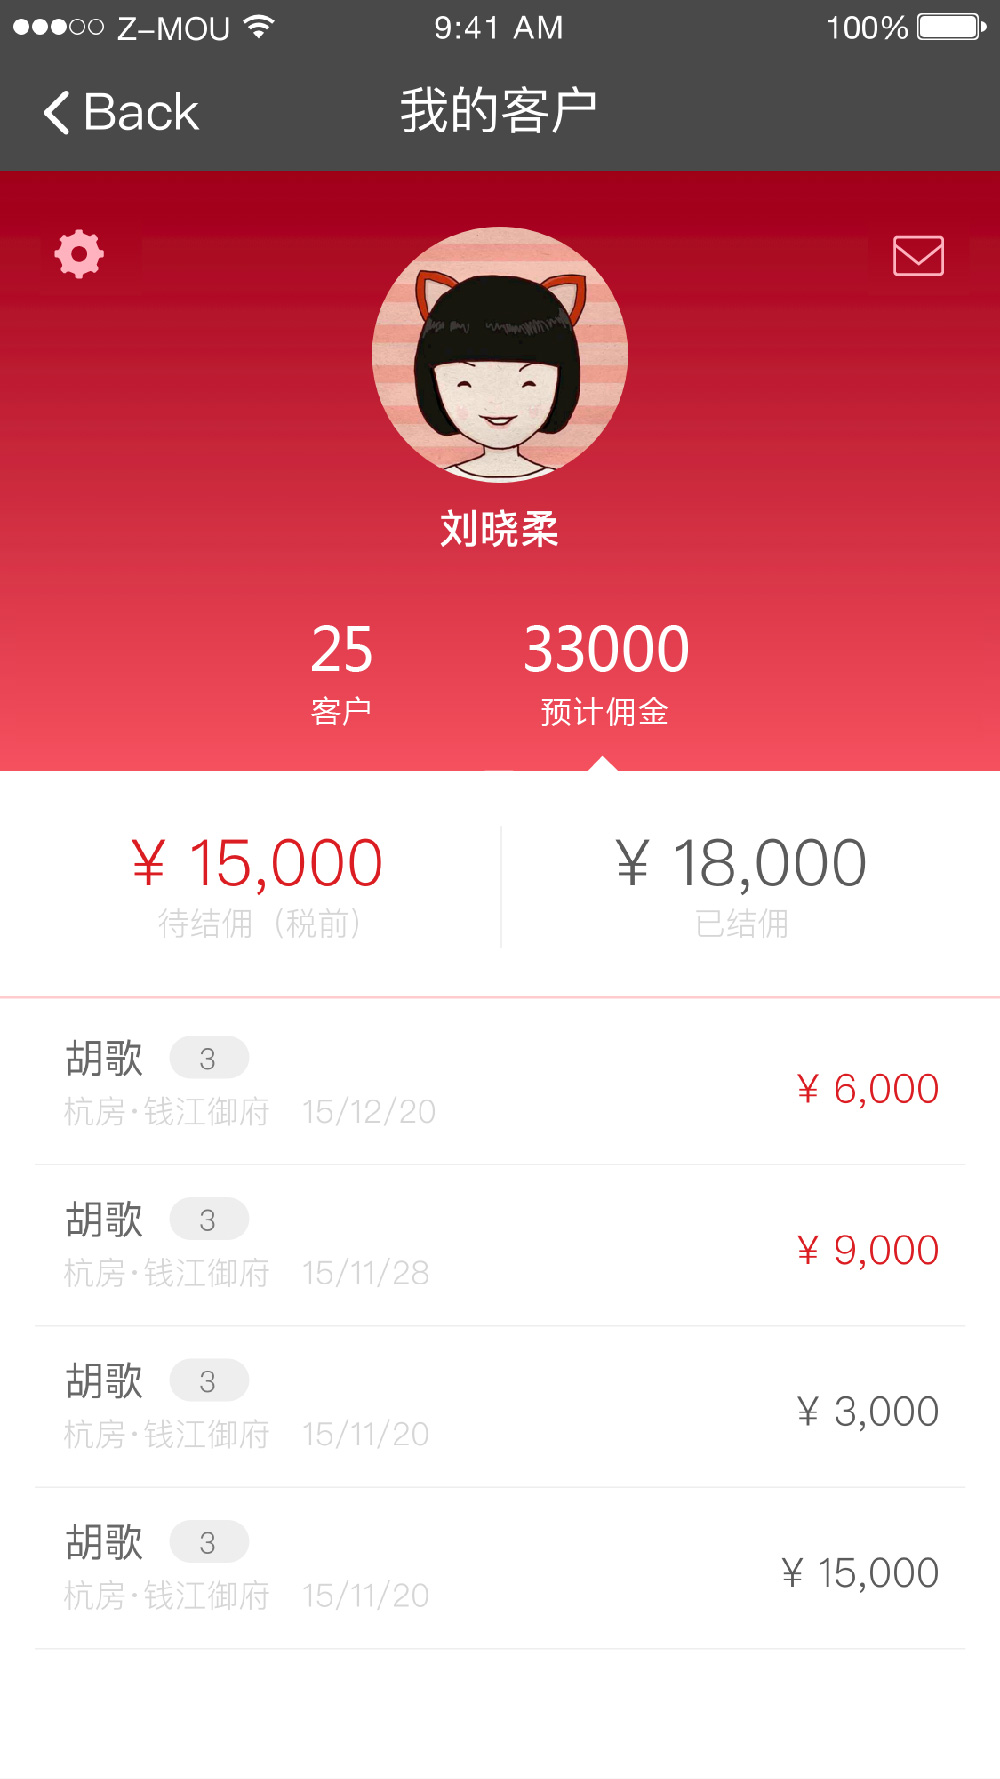 Z-MOU 9:41 AM 100%
Back 我的客户
刘晓柔
25 33000
客户 预计佣金
¥ 15,000 ¥ 18,000
待结佣（税前） 已结佣
胡歌 3
¥ 6,000
杭房·钱江御府 15/12/20
胡歌 3
¥ 9,000
杭房·钱江御府 15/11/28
胡歌 3
¥ 3,000
杭房·钱江御府 15/11/20
胡歌 3
¥ 15,000
杭房·钱江御府 15/11/20